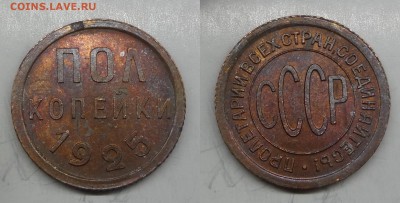 COINS.LAVE.RU
ПОЛ
КОПЕЙКИ
1925
ПРОЛЕТАРИИ ВСЕХ СТРАН, СОЕДИНЯЙТЕСЬ!
СССР